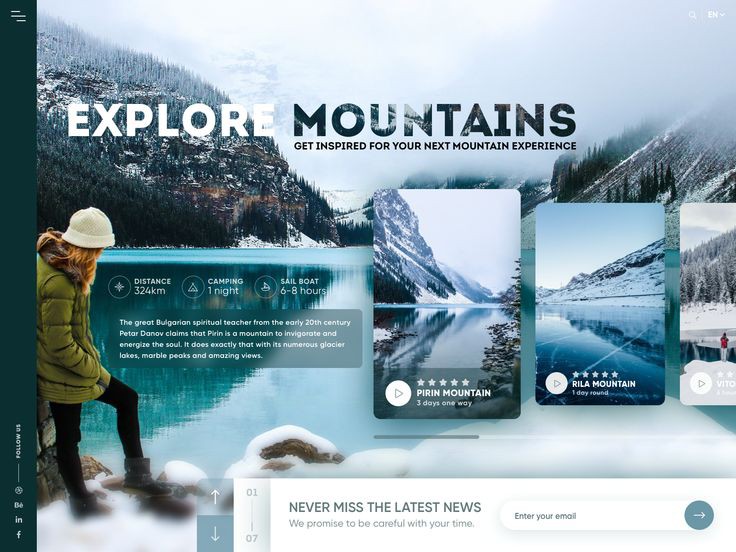 EN
EXPLORE MOUNTAINS
GET INSPIRED FOR YOUR NEXT MOUNTAIN EXPERIENCE
DISTANCE
324km
CAMPING
1 night
SAIL BOAT
6-8 hours
The great Bulgarian spiritual teacher from the early 20th century
Petar Danov claims that Pirin is a mountain to invigorate and
energize the soul. It does exactly that with its numerous glacier
lakes, marble peaks and amazing views.
PIRIN MOUNTAIN
3 days one way
RILA MOUNTAIN
1 day round
VITO
FOLLOW US
Bē
in
f
01
07
NEVER MISS THE LATEST NEWS
We promise to be careful with your time.
Enter your email